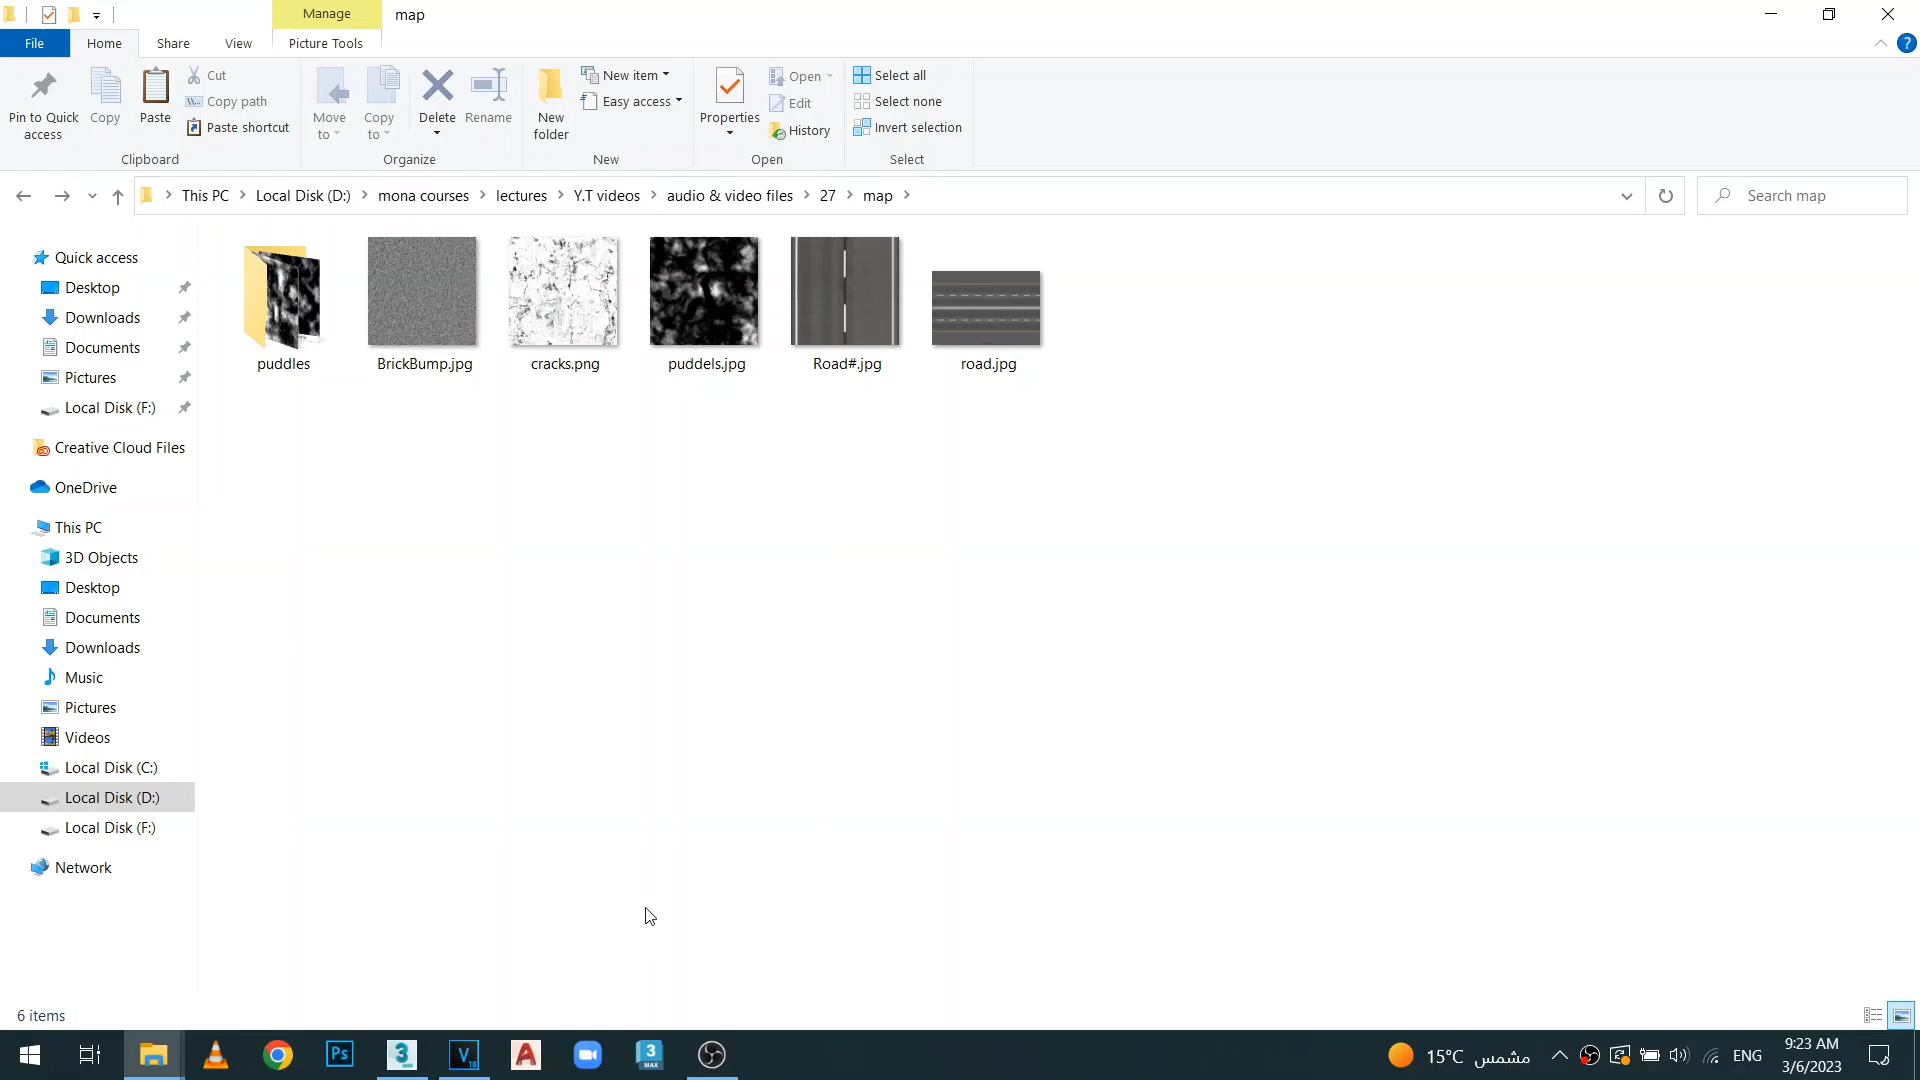 Manage
map
File
Home
Share
View
Picture Tools
Pin to Quick access
Copy
Paste
Cut
Copy path
Paste shortcut
Clipboard
Move to
Copy to
Delete
Rename
Organize
New folder
New item
Easy access
New
Properties
Open
Edit
History
Open
Select all
Select none
Invert selection
Select
This PC
Local Disk (D:)
mona courses
lectures
Y.T videos
audio & video files
27
map
Search map
Quick access
Desktop
Downloads
Documents
Pictures
Local Disk (F:)
Creative Cloud Files
OneDrive
This PC
3D Objects
Desktop
Documents
Downloads
Music
Pictures
Videos
Local Disk (C:)
Local Disk (D:)
Local Disk (F:)
Network
puddles
BrickBump.jpg
cracks.png
puddels.jpg
Road#.jpg
road.jpg
6 items
Ps
3
V
A
3
MAX
15°C مشمس
ENG
9:23 AM
3/6/2023